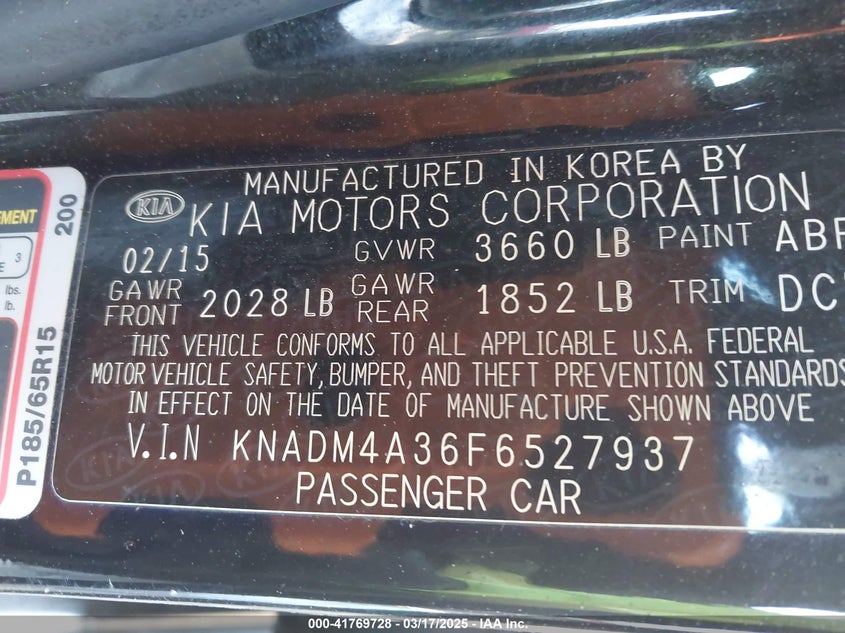 MANUFACTURED IN KOREA BY
KIA KIA MOTORS CORPORATION
02/15 GVWR 3660 LB PAINT
GAWR FRONT 2028 LB GAWR REAR 1852 LB TRIM
THIS VEHICLE CONFORMS TO ALL APPLICABLE U.S.A. FEDERAL
MOTOR VEHICLE SAFETY, BUMPER, AND THEFT PREVENTION STANDARDS
IN EFFECT ON THE DATE OF MANUFACTURE SHOWN ABOVE
V.I.N KNADM4A36F6527937
PASSENGER CAR
200
3
lbs.
lb.
P185/65R15
000-41769728 - 03/17/2025 - IAA Inc.